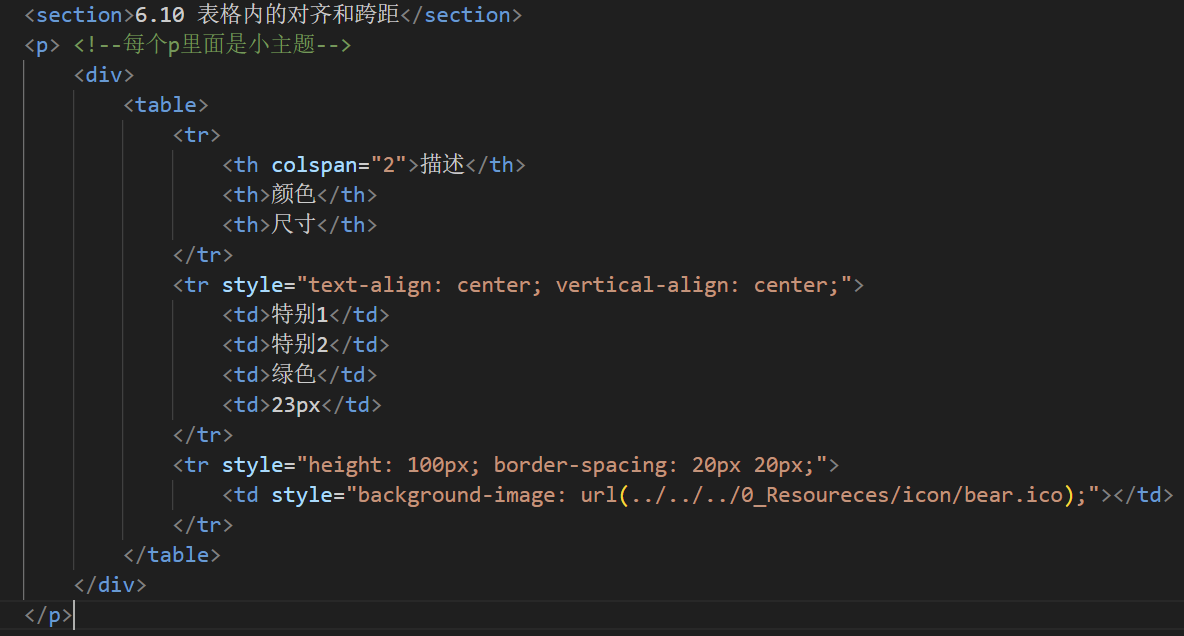 <section>6.10 表格内的对齐和跨距</section>
<p> <!--每个p里面是小主题-->
<div>
<table>
<tr>
<th colspan="2">描述</th>
<th>颜色</th>
<th>尺寸</th>
</tr>
<tr style="text-align: center; vertical-align: center;">
<td>特别1</td>
<td>特别2</td>
<td>绿色</td>
<td>23px</td>
</tr>
<tr style="height: 100px; border-spacing: 20px 20px;">
<td style="background-image: url(../../../0_Resoureces/icon/bear.ico);"></td>
</tr>
</table>
</div>
</p>